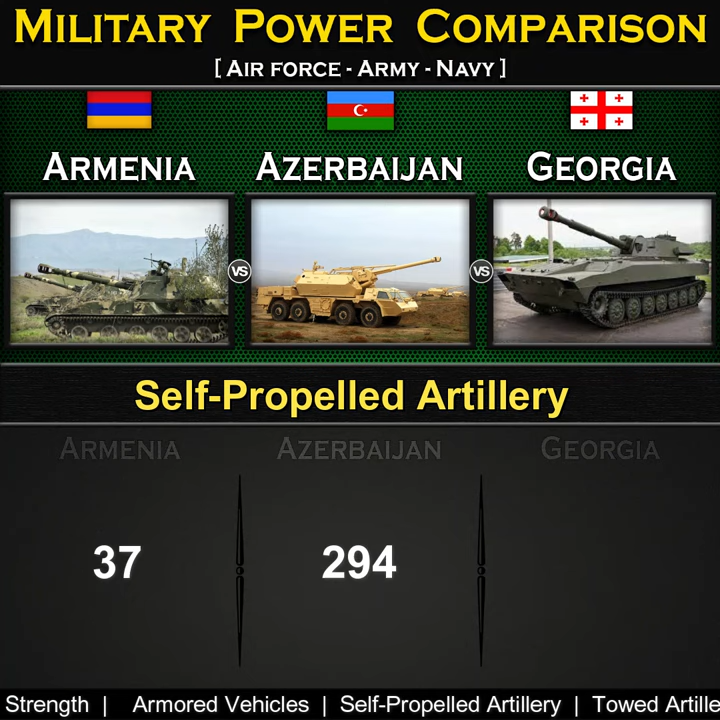 MILITARY POWER COMPARISON
[ AIR FORCE - ARMY - NAVY ]
ARMENIA AZERBAIJAN GEORGIA
VS VS
Self-Propelled Artillery
ARMENIA AZERBAIJAN GEORGIA
37 294
Strength | Armored Vehicles | Self-Propelled Artillery | Towed Artille